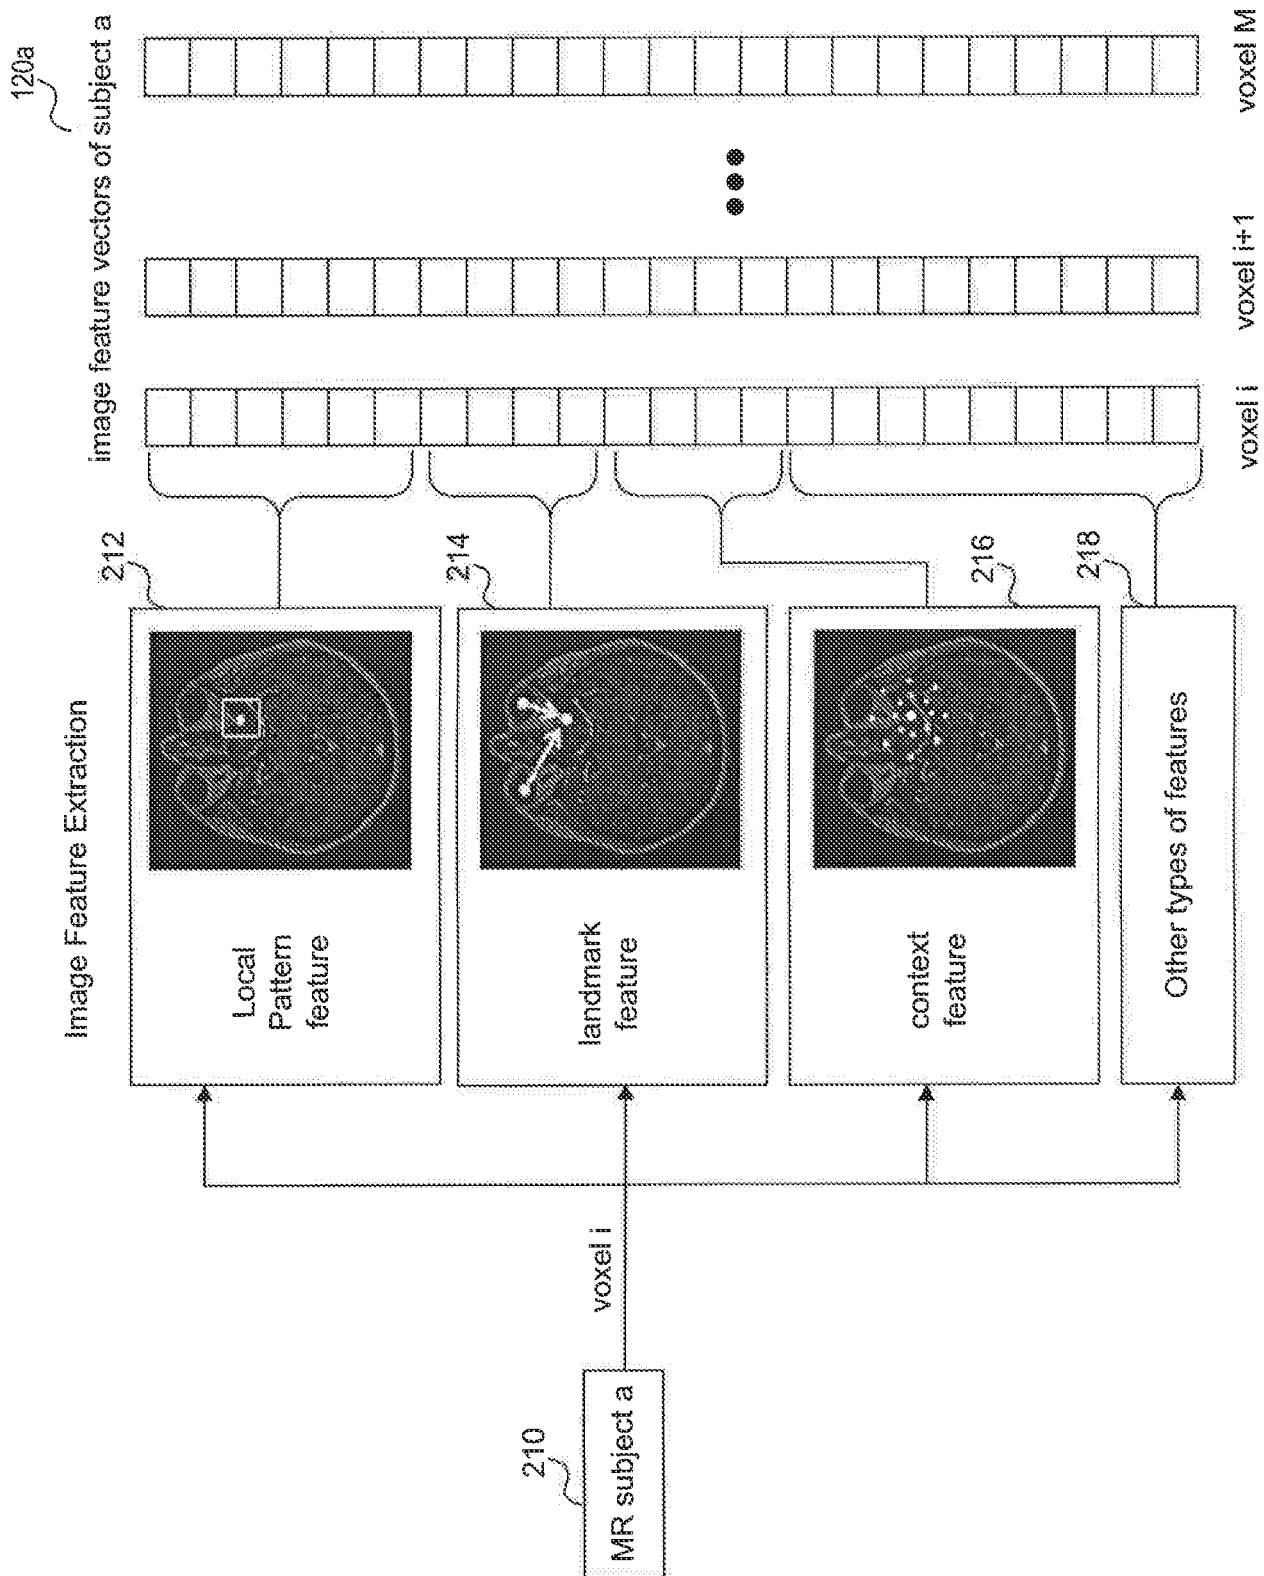 120a
image feature vectors of subject a
Image Feature Extraction
210
MR subject a
voxel i
212
Local
Pattern
feature
214
landmark
feature
216
context
feature
218
Other types of features
voxel i
voxel i+1
voxel M